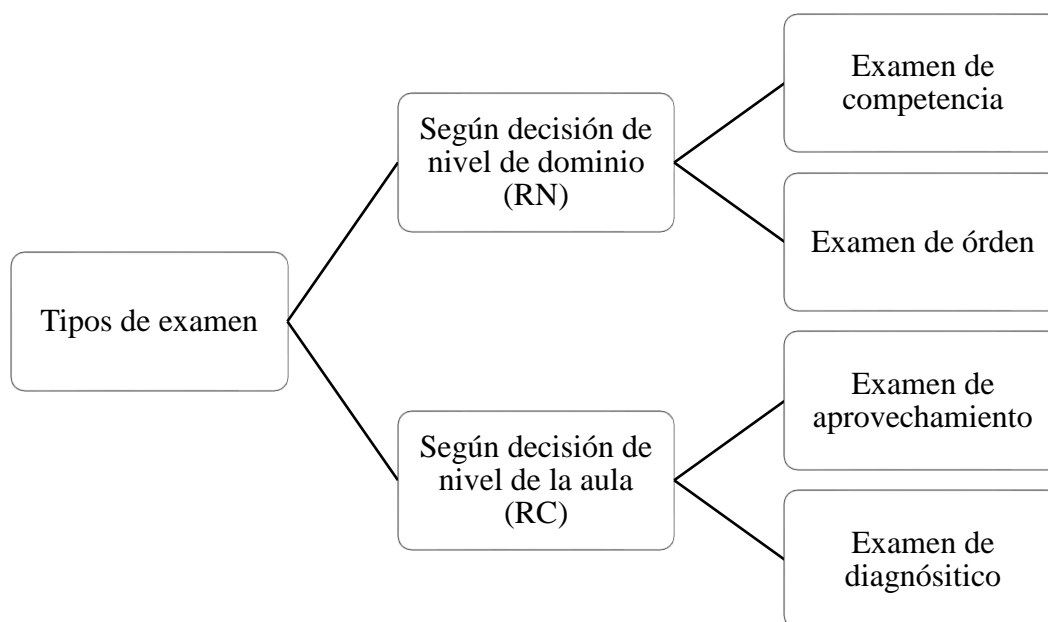 Tipos de examen
Según decisión de
nivel de dominio
(RN)
Examen de
competencia
Examen de órden
Según decisión de
nivel de la aula
(RC)
Examen de
aprovechamiento
Examen de
diagnósitico